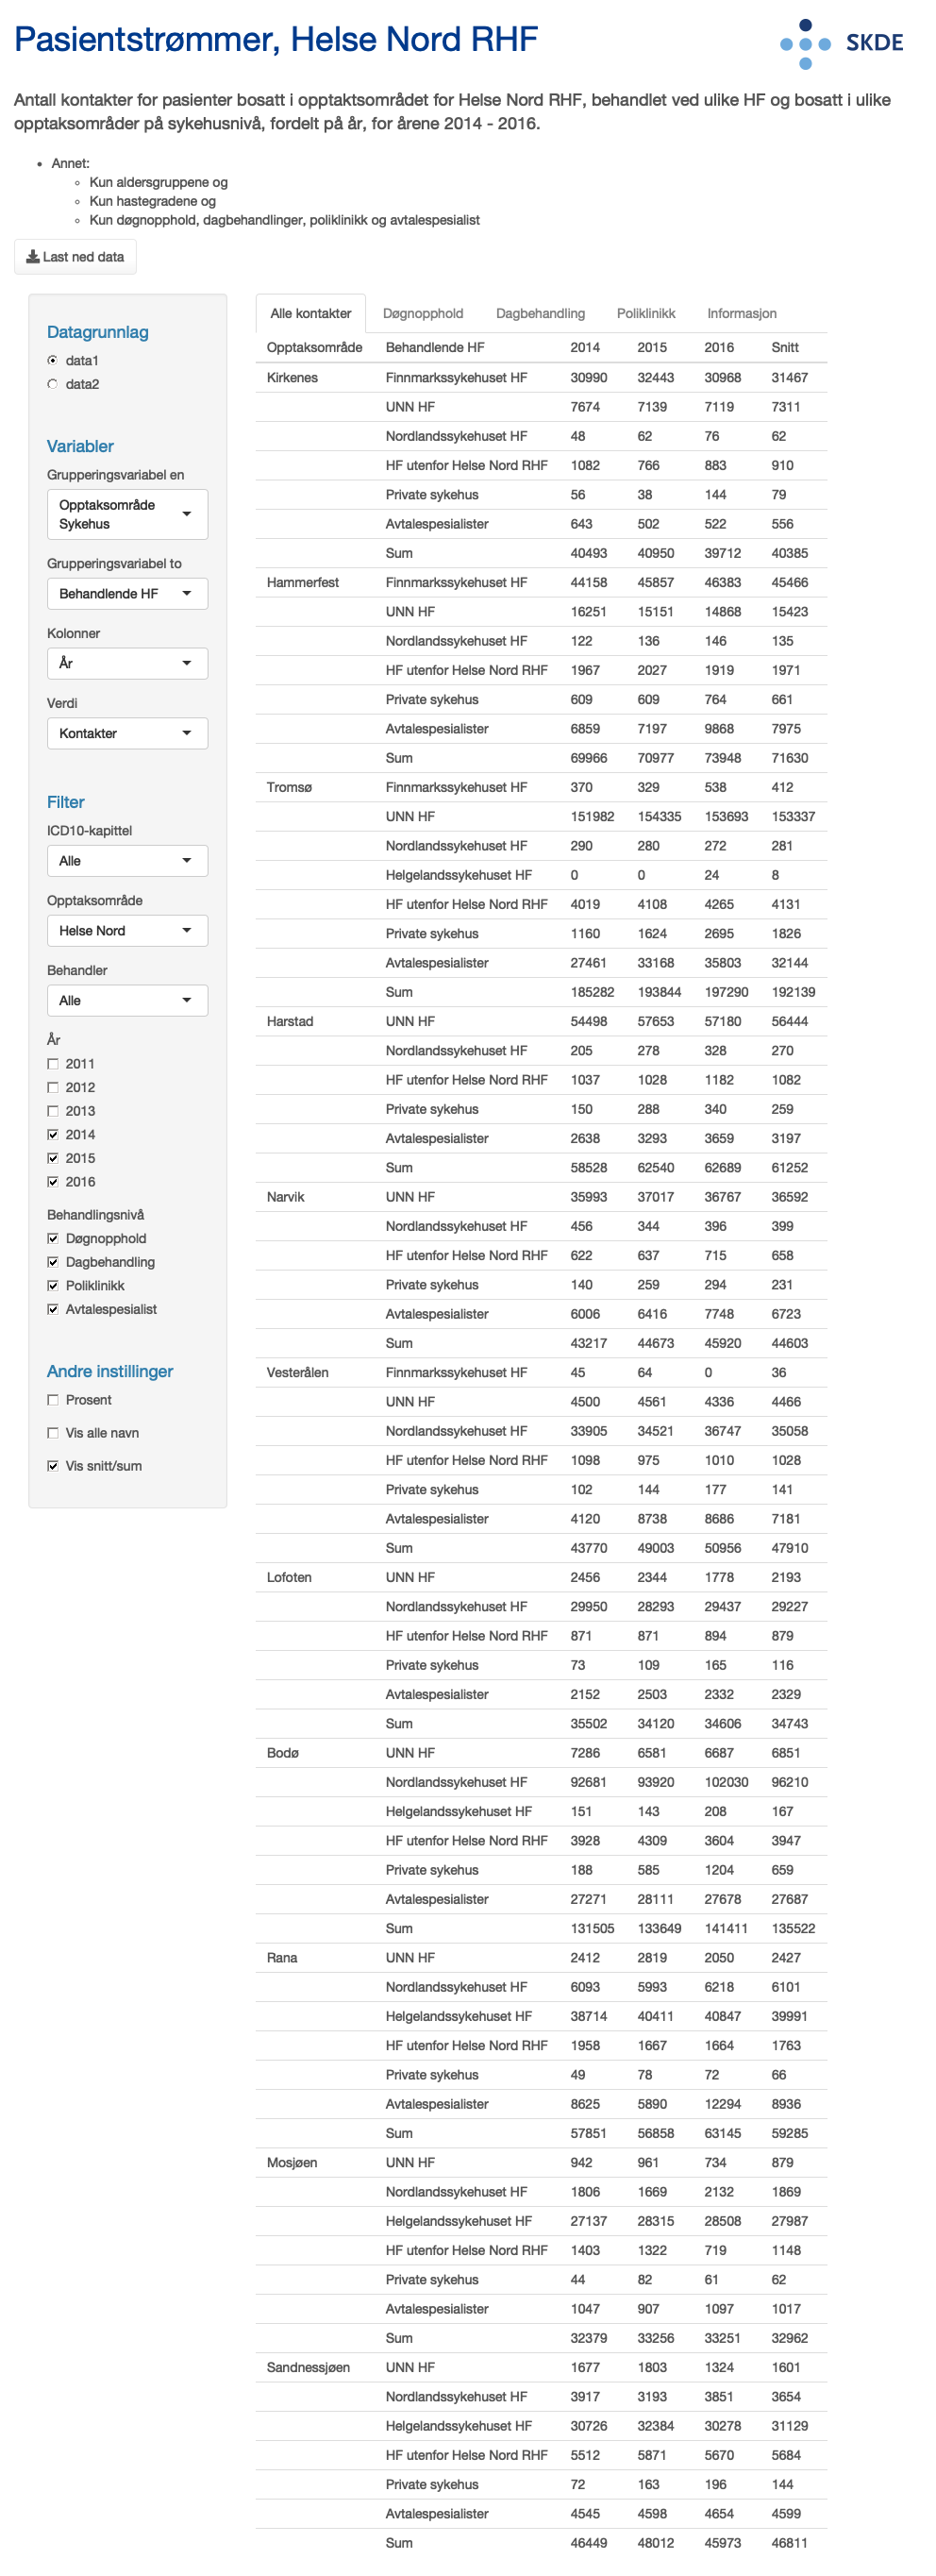 Pasientstrømmer, Helse Nord RHF
SKDE
Antall kontakter for pasienter bosatt i opptaktsområdet for Helse Nord RHF, behandlet ved ulike HF og bosatt i ulike
opptaksområder på sykehusnivå, fordelt på år, for årene 2014 - 2016.
Annet:
Kun aldersgruppene og
Kun hastegradene og
Kun døgnopphold, dagbehandlinger, poliklinikk og avtalespesialist
Last ned data
Datagrunnlag
data1
data2
Variabler
Grupperingsvariabel en
Opptaksområde
Sykehus
Grupperingsvariabel to
Behandlende HF
Kolonner
År
Verdi
Kontakter
Filter
ICD10-kapittel
Alle
Opptaksområde
Helse Nord
Behandler
Alle
År
2011
2012
2013
2014
2015
2016
Behandlingsnivå
Døgnopphold
Dagbehandling
Poliklinikk
Avtalespesialist
Andre instillinger
Prosent
Vis alle navn
Vis snitt/sum
Alle kontakter Døgnopphold Dagbehandling Poliklinikk Informasjon
Opptaksområde Behandlende HF 2014 2015 2016 Snitt
Kirkenes Finnmarkssykehuset HF 30990 32443 30968 31467
UNN HF 7674 7139 7119 7311
Nordlandssykehuset HF 48 62 76 62
HF utenfor Helse Nord RHF 1082 766 883 910
Private sykehus 56 38 144 79
Avtalespesialister 643 502 522 556
Sum 40493 40950 39712 40385
Hammerfest Finnmarkssykehuset HF 44158 45857 46383 45466
UNN HF 16251 15151 14868 15423
Nordlandssykehuset HF 122 136 146 135
HF utenfor Helse Nord RHF 1967 2027 1919 1971
Private sykehus 609 609 764 661
Avtalespesialister 6859 7197 9868 7975
Sum 69966 70977 73948 71630
Tromsø Finnmarkssykehuset HF 370 329 538 412
UNN HF 151982 154335 153693 153337
Nordlandssykehuset HF 290 280 272 281
Helgelandssykehuset HF 0 0 24 8
HF utenfor Helse Nord RHF 4019 4108 4265 4131
Private sykehus 1160 1624 2695 1826
Avtalespesialister 27461 33168 35803 32144
Sum 185282 193844 197290 192139
Harstad UNN HF 54498 57653 57180 56444
Nordlandssykehuset HF 205 278 328 270
HF utenfor Helse Nord RHF 1037 1028 1182 1082
Private sykehus 150 288 340 259
Avtalespesialister 2638 3293 3659 3197
Sum 58528 62540 62689 61252
Narvik UNN HF 35993 37017 36767 36592
Nordlandssykehuset HF 456 344 396 399
HF utenfor Helse Nord RHF 622 637 715 658
Private sykehus 140 259 294 231
Avtalespesialister 6006 6416 7748 6723
Sum 43217 44673 45920 44603
Vesterålen Finnmarkssykehuset HF 45 64 0 36
UNN HF 4500 4561 4336 4466
Nordlandssykehuset HF 33905 34521 36747 35058
HF utenfor Helse Nord RHF 1098 975 1010 1028
Private sykehus 102 144 177 141
Avtalespesialister 4120 8738 8686 7181
Sum 43770 49003 50956 47910
Lofoten UNN HF 2456 2344 1778 2193
Nordlandssykehuset HF 29950 28293 29437 29227
HF utenfor Helse Nord RHF 871 871 894 879
Private sykehus 73 109 165 116
Avtalespesialister 2152 2503 2332 2329
Sum 35502 34120 34606 34743
Bodø UNN HF 7286 6581 6687 6851
Nordlandssykehuset HF 92681 93920 102030 96210
Helgelandssykehuset HF 151 143 208 167
HF utenfor Helse Nord RHF 3928 4309 3604 3947
Private sykehus 188 585 1204 659
Avtalespesialister 27271 28111 27678 27687
Sum 131505 133649 141411 135522
Rana UNN HF 2412 2819 2050 2427
Nordlandssykehuset HF 6093 5993 6218 6101
Helgelandssykehuset HF 38714 40411 40847 39991
HF utenfor Helse Nord RHF 1958 1667 1664 1763
Private sykehus 49 78 72 66
Avtalespesialister 8625 5890 12294 8936
Sum 57851 56858 63145 59285
Mosjøen UNN HF 942 961 734 879
Nordlandssykehuset HF 1806 1669 2132 1869
Helgelandssykehuset HF 27137 28315 28508 27987
HF utenfor Helse Nord RHF 1403 1322 719 1148
Private sykehus 44 82 61 62
Avtalespesialister 1047 907 1097 1017
Sum 32379 33256 33251 32962
Sandnessjøen UNN HF 1677 1803 1324 1601
Nordlandssykehuset HF 3917 3193 3851 3654
Helgelandssykehuset HF 30726 32384 30278 31129
HF utenfor Helse Nord RHF 5512 5871 5670 5684
Private sykehus 72 163 196 144
Avtalespesialister 4545 4598 4654 4599
Sum 46449 48012 45973 46811